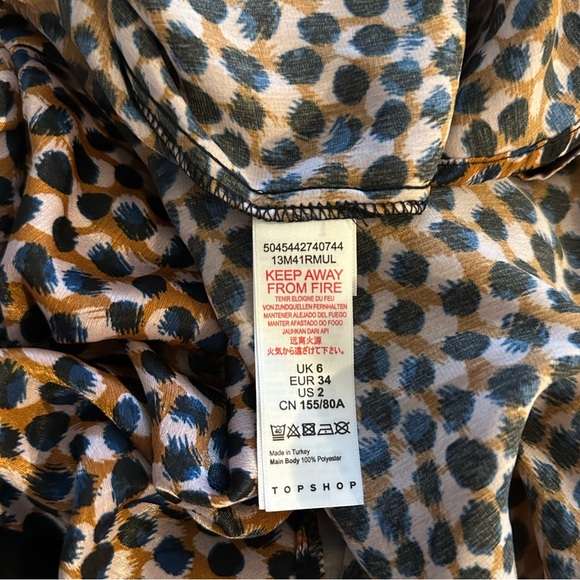 5045442740744
13M41RMUL
KEEP AWAY
FROM FIRE
TENIR ELOIGNE DU FEU
VON ZUNDQUELLEN FERNHALTEN
MANTENER ALEJADO DEL FUEGO
MANTER AFASTADO DO FOGO
JAUHKAN DARI API
远离火源
火気から遠ざけて下さい。
UK 6
EUR 34
US 2
CN 155/80A
Made in Turkey
Main Body 100% Polyester
TOPSHOP